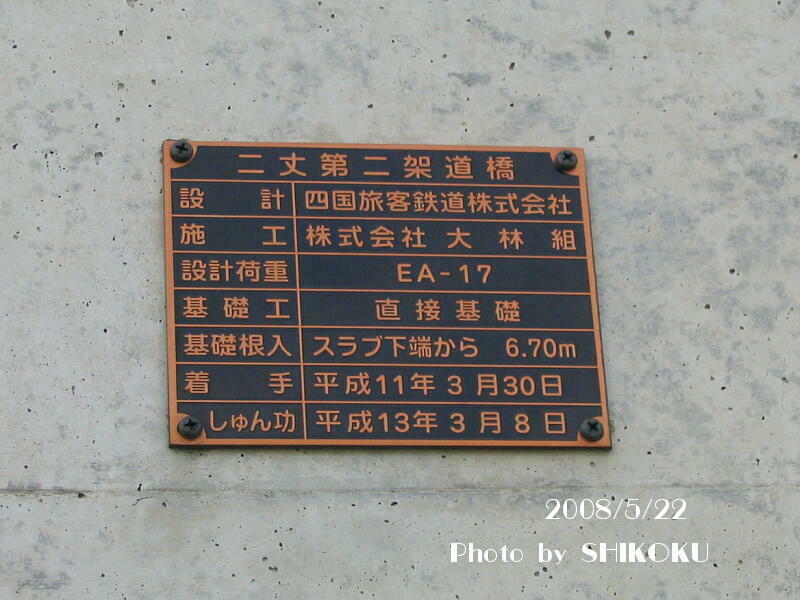 二丈第二架道橋
設計 四国旅客鉄道株式会社
施工 株式会社大林組
設計荷重 EA-17
基礎工 直接基礎
基礎根入 スラブ下端から 6.70m
着手 平成11年3月30日
しゅん功 平成13年3月8日
2008/5/22
Photo by SHIKOKU